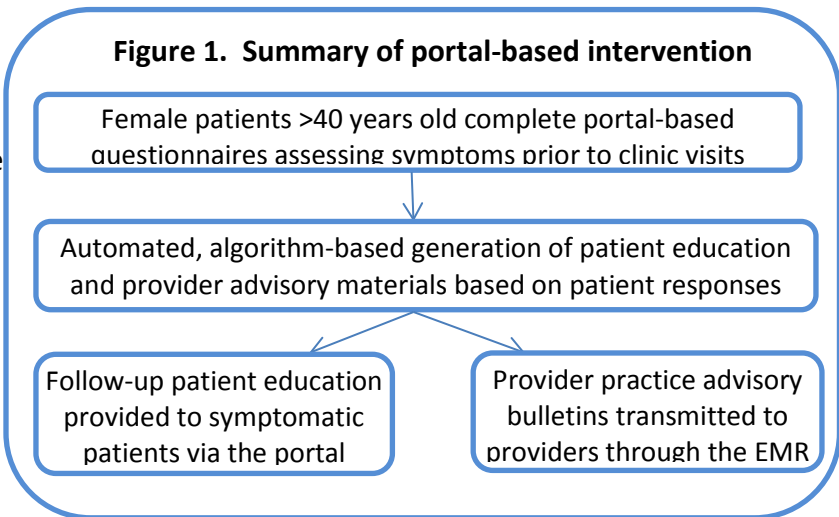 Figure 1. Summary of portal-based intervention
Female patients >40 years old complete portal-based
questionnaires assessing symptoms prior to clinic visits
e
Automated, algorithm-based generation of patient education
and provider advisory materials based on patient responses
Follow-up patient education
provided to symptomatic
patients via the portal
Provider practice advisory
bulletins transmitted to
providers through the EMR